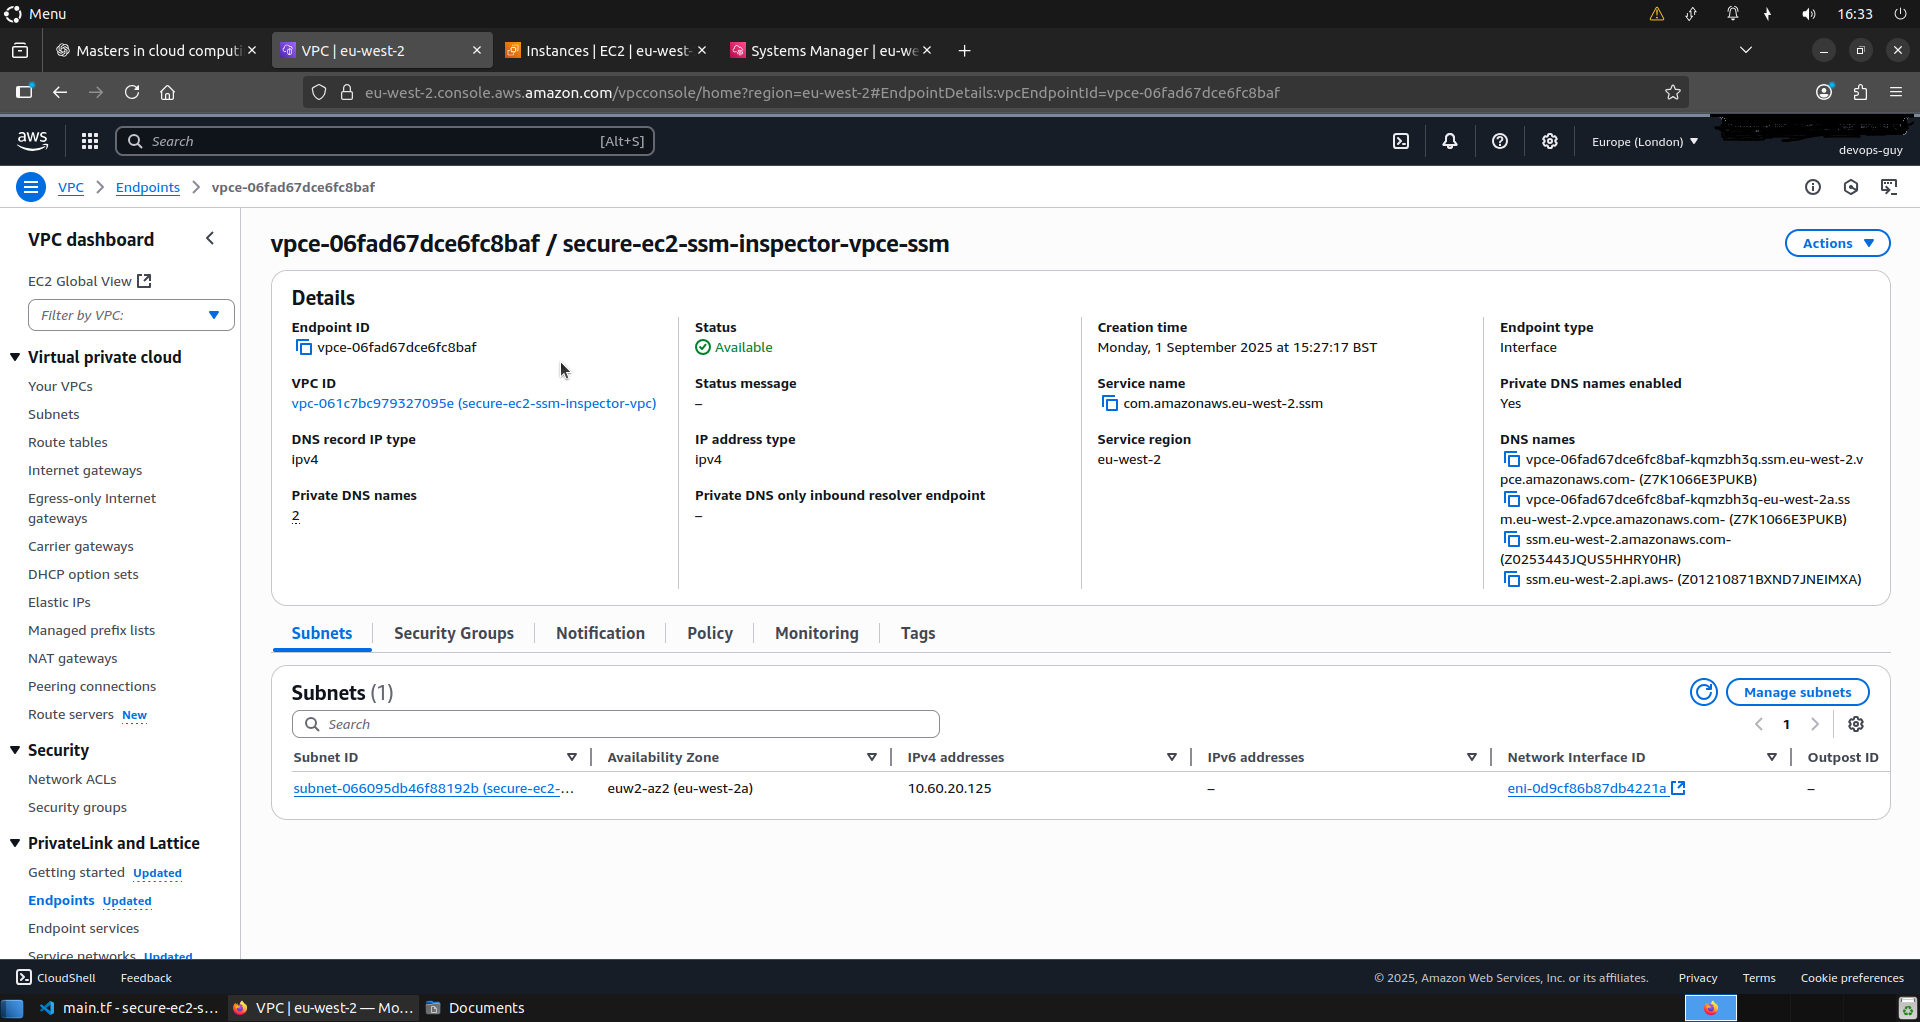 Menu
16:33
Masters in cloud computi
VPC | eu-west-2
Instances | EC2 | eu-west-
Systems Manager | eu-we
eu-west-2.console.aws.amazon.com/vpcconsole/home?region=eu-west-2#EndpointDetails:vpcEndpointId=vpce-06fad67dce6fc8baf
aws
Search
[Alt+S]
Europe (London)
devops-guy
VPC
Endpoints
vpce-06fad67dce6fc8baf
VPC dashboard
EC2 Global View
Filter by VPC:
Virtual private cloud
Your VPCs
Subnets
Route tables
Internet gateways
Egress-only Internet
gateways
Carrier gateways
DHCP option sets
Elastic IPs
Managed prefix lists
NAT gateways
Peering connections
Route servers New
Security
Network ACLs
Security groups
PrivateLink and Lattice
Getting started Updated
Endpoints Updated
Endpoint services
Service networks Updated
vpce-06fad67dce6fc8baf / secure-ec2-ssm-inspector-vpce-ssm
Actions
Details
Endpoint ID
vpce-06fad67dce6fc8baf
VPC ID
vpc-061c7bc979327095e (secure-ec2-ssm-inspector-vpc)
DNS record IP type
ipv4
Private DNS names
2
Status
Available
Status message
–
IP address type
ipv4
Private DNS only inbound resolver endpoint
–
Creation time
Monday, 1 September 2025 at 15:27:17 BST
Service name
com.amazonaws.eu-west-2.ssm
Service region
eu-west-2
Endpoint type
Interface
Private DNS names enabled
Yes
DNS names
vpce-06fad67dce6fc8baf-kqmzbh3q.ssm.eu-west-2.v
pce.amazonaws.com- (Z7K1066E3PUKB)
vpce-06fad67dce6fc8baf-kqmzbh3q-eu-west-2a.ss
m.eu-west-2.vpce.amazonaws.com- (Z7K1066E3PUKB)
ssm.eu-west-2.amazonaws.com-
(Z0253443JQUS5HHRY0HR)
ssm.eu-west-2.api.aws- (Z01210871BXND7JNEIMXA)
Subnets
Security Groups
Notification
Policy
Monitoring
Tags
Subnets (1)
Manage subnets
Search
1
Subnet ID
Availability Zone
IPv4 addresses
IPv6 addresses
Network Interface ID
Outpost ID
subnet-066095db46f88192b (secure-ec2-...
euw2-az2 (eu-west-2a)
10.60.20.125
–
eni-0d9cf86b87db4221a
–
CloudShell
Feedback
© 2025, Amazon Web Services, Inc. or its affiliates.
Privacy
Terms
Cookie preferences
main.tf - secure-ec2-s...
VPC | eu-west-2 — Mo...
Documents